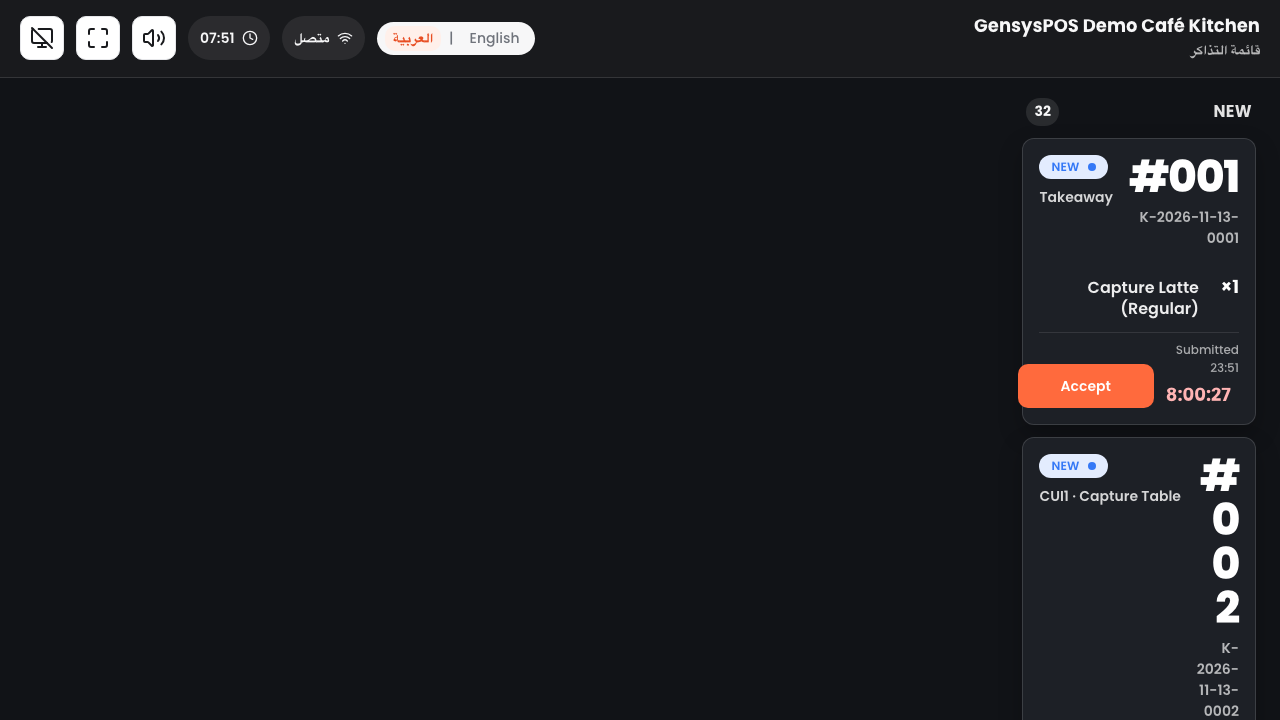 GensysPOS Demo Café Kitchen
قائمة التذاكر
English | العربية
متصل
07:51
NEW
32
#001
NEW
Takeaway
K-2026-11-13-
0001
×1
Capture Latte
(Regular)
Submitted
23:51
8:00:27
Accept
#
0
0
2
NEW
CUI1 · Capture Table
K-
2026-
11-13-
0002